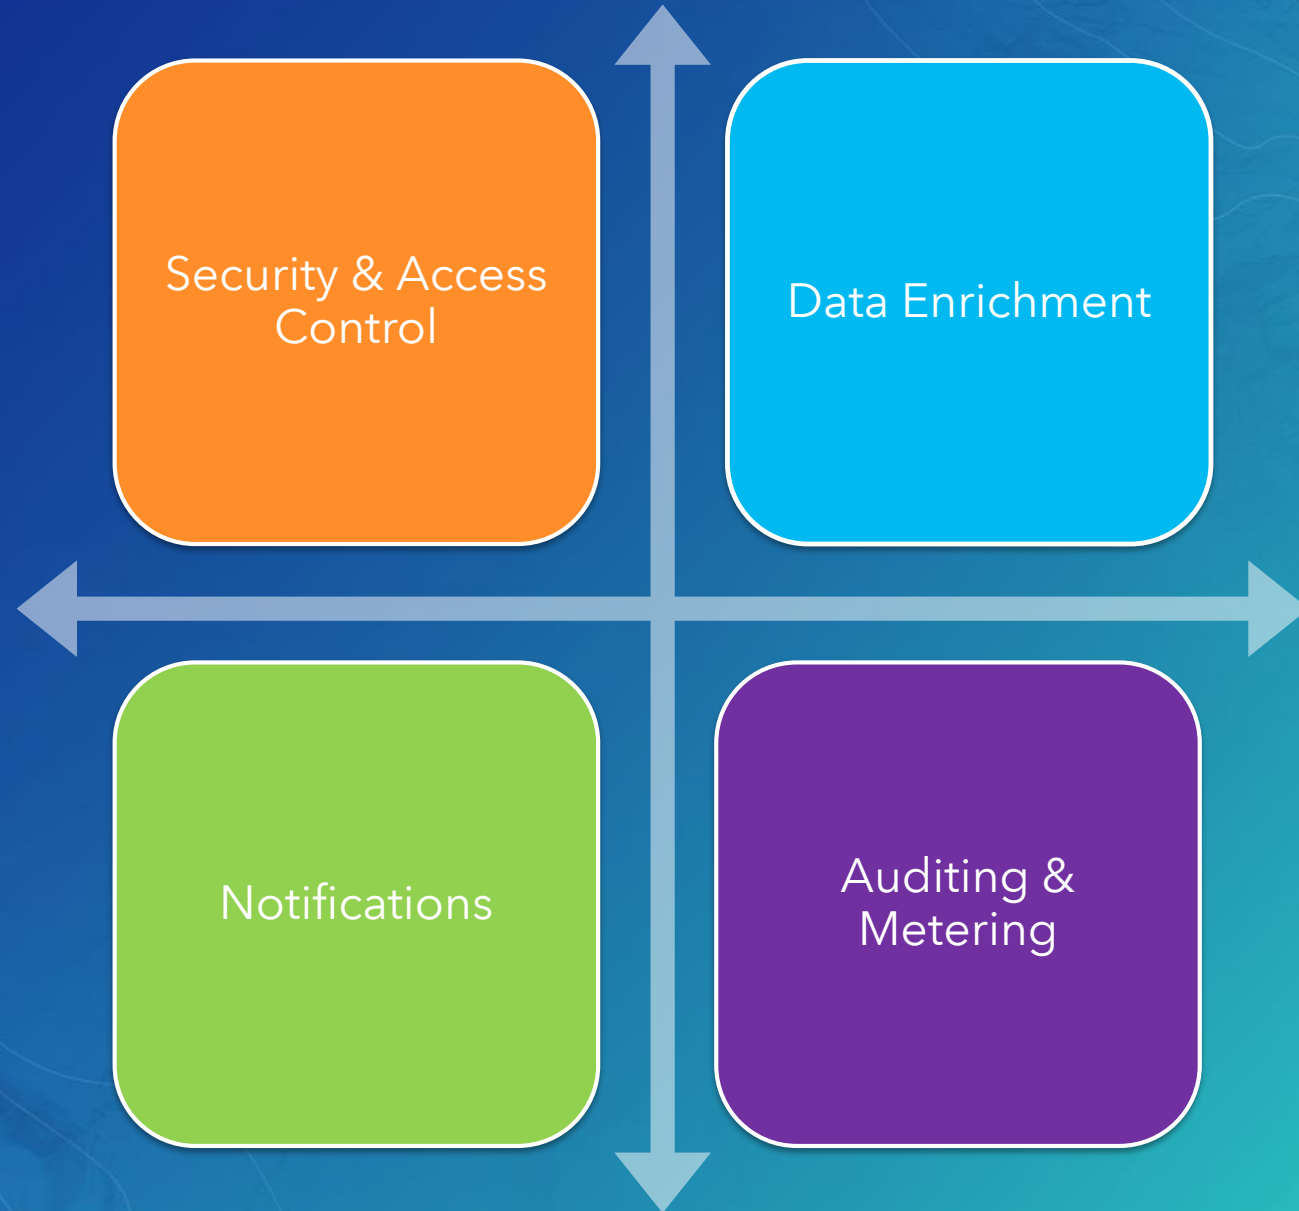 Security & Access
Control
Data Enrichment
Notifications
Auditing &
Metering